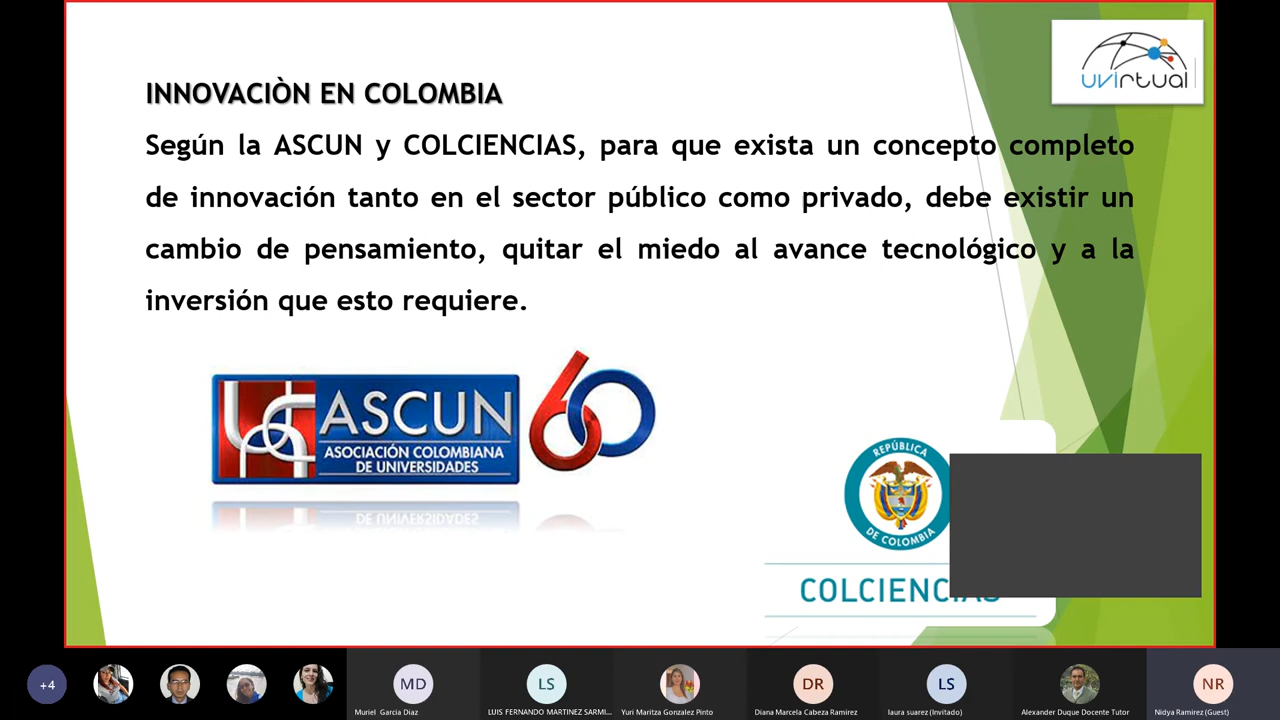 uvirtual
INNOVACIÒN EN COLOMBIA
Según la ASCUN y COLCIENCIAS, para que exista un concepto completo
de innovación tanto en el sector público como privado, debe existir un
cambio de pensamiento, quitar el miedo al avance tecnológico y a la
inversión que esto requiere.
ASCUN
ASOCIACIÓN COLOMBIANA
DE UNIVERSIDADES
60
REPÚBLICA
DE COLOMBIA
COLCIENCIAS
+4
MD
LS
DR
LS
NR
Muriel Garcia Diaz
LUIS FERNANDO MARTINEZ SARMI...
Yuri Maritza Gonzalez Pinto
Diana Marcela Cabeza Ramirez
laura suarez (Invitado)
Alexander Duque Docente Tutor
Nidya Ramirez(Guest)